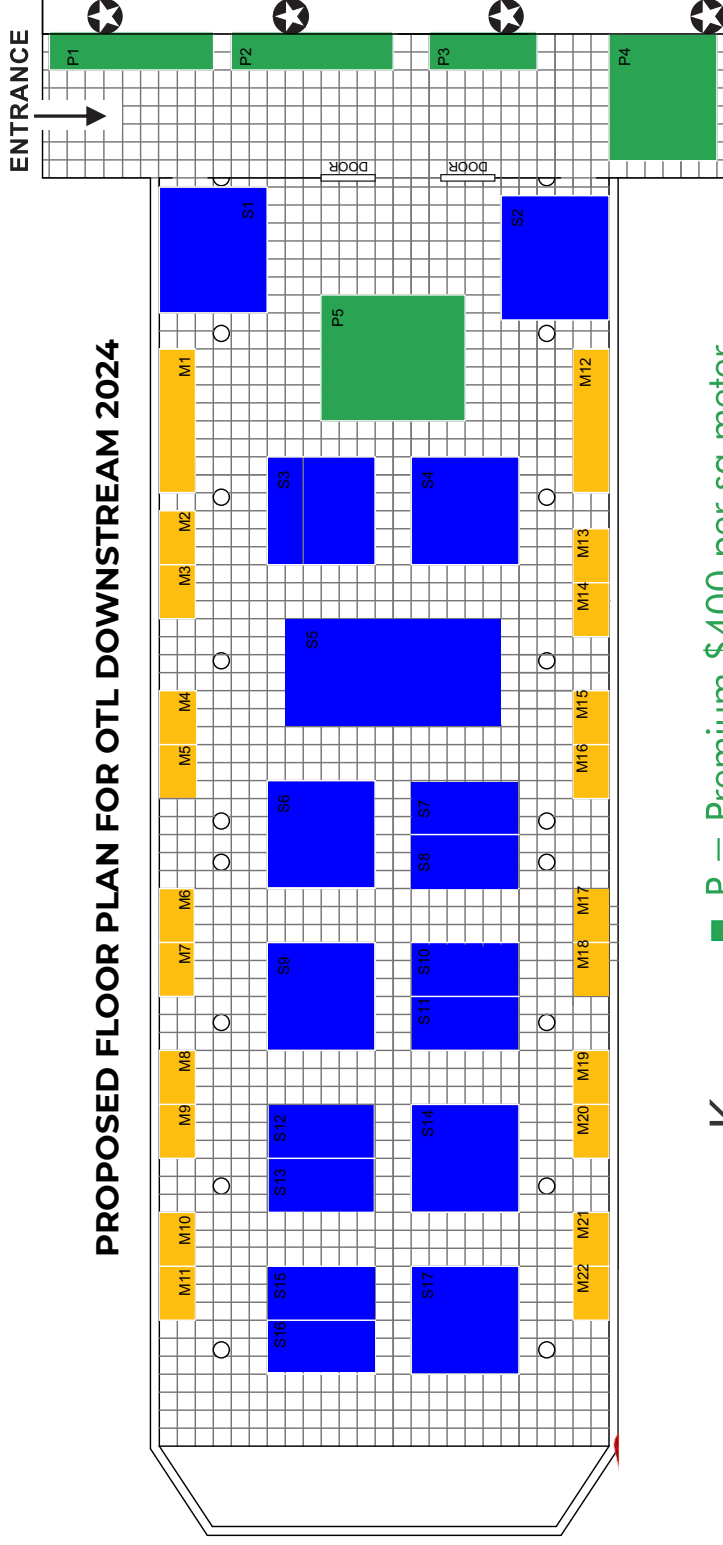 ENTRANCE
P1
P2
P3
P4
DOOR
DOOR
S1
S2
P5
PROPOSED FLOOR PLAN FOR OTL DOWNSTREAM 2024
M1
M12
S3
S4
M2
M3
M13
M14
S5
M4
M5
M15
M16
S6
S7
S8
M6
M7
M17
M18
S9
S10
S11
M8
M9
M19
M20
S12
S13
S14
M10
M11
M21
M22
S15
S16
S17
P – Premium $400 per sq meter